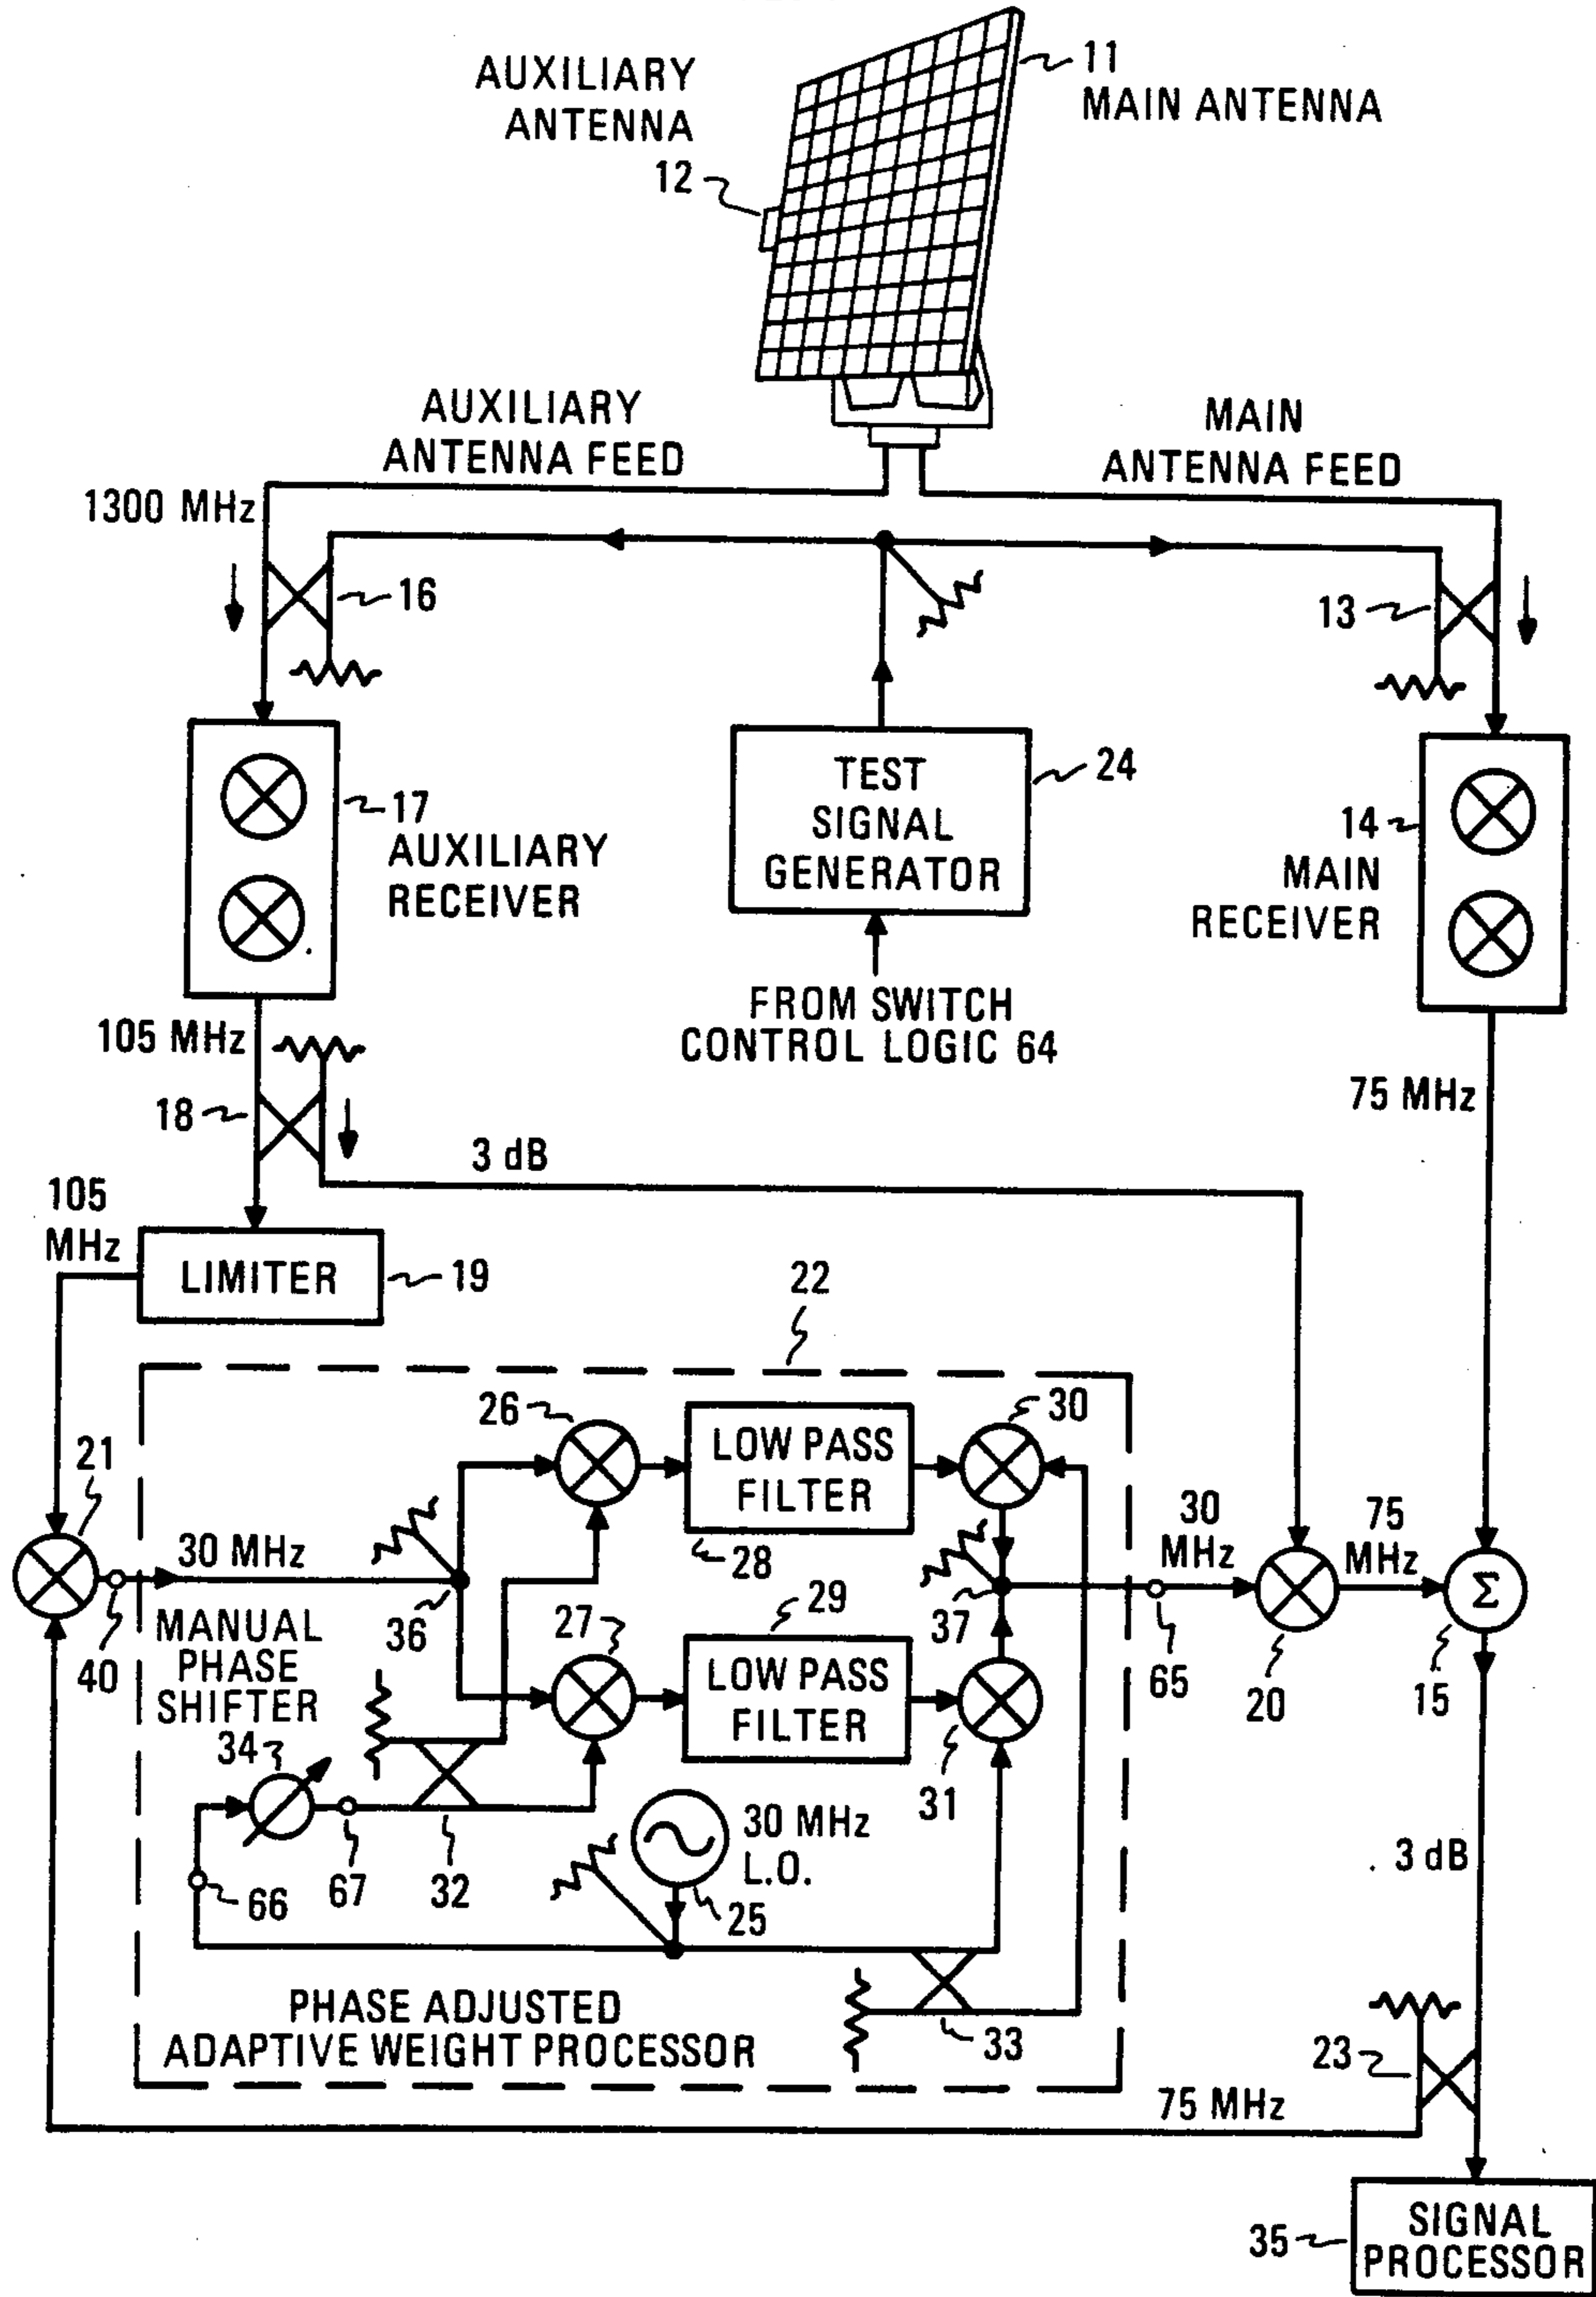 AUXILIARY
ANTENNA
12
11
MAIN ANTENNA
AUXILIARY
ANTENNA FEED
MAIN
ANTENNA FEED
1300 MHz
16
13
TEST
SIGNAL
GENERATOR
24
17
AUXILIARY
RECEIVER
14
MAIN
RECEIVER
FROM SWITCH
CONTROL LOGIC 64
105 MHz
75 MHz
18
3 dB
105
MHz
LIMITER
19
22
26
LOW PASS
FILTER
28
30
21
30 MHz
36
40
MANUAL
PHASE
SHIFTER
34
27
29
LOW PASS
FILTER
37
31
30
MHz
65
20
75
MHz
Σ
15
67
32
66
30 MHz
L.O.
25
3 dB
33
PHASE ADJUSTED
ADAPTIVE WEIGHT PROCESSOR
23
75 MHz
35
SIGNAL
PROCESSOR